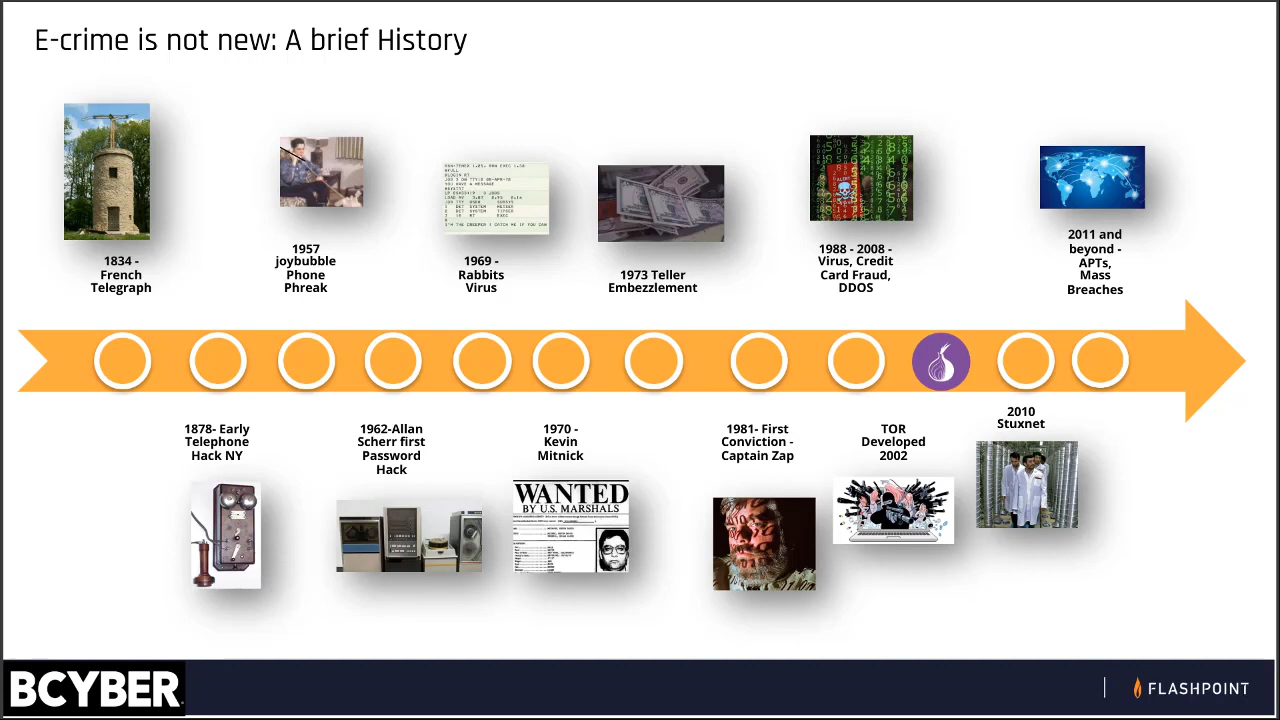 E-crime is not new: A brief History
1834 -
French
Telegraph
1957
joybubble
Phone
Phreak
1969 -
Rabbits
Virus
1973 Teller
Embezzlement
1988 - 2008 -
Virus, Credit
Card Fraud,
DDOS
2011 and
beyond -
APTs,
Mass
Breaches
1878- Early
Telephone
Hack NY
1962-Allan
Scherr first
Password
Hack
1970 -
Kevin
Mitnick
WANTED
BY U.S. MARSHALS
1981- First
Conviction -
Captain Zap
TOR
Developed
2002
2010
Stuxnet
BCYBER
FLASHPOINT